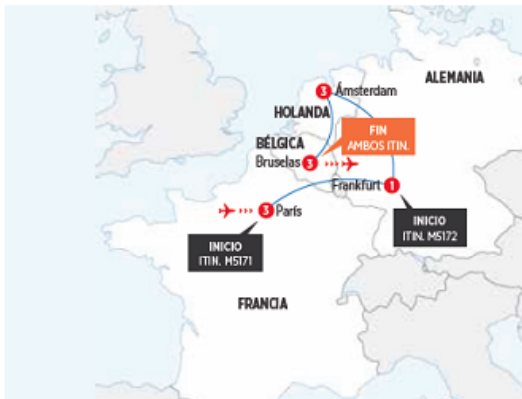 ALEMANIA
3 Ámsterdam
HOLANDA
FIN
AMBOS ITIN.
BÉLGICA
Bruselas 3
Frankfurt 1
3 París
INICIO
ITIN. M5172
INICIO
ITIN. M5171
FRANCIA